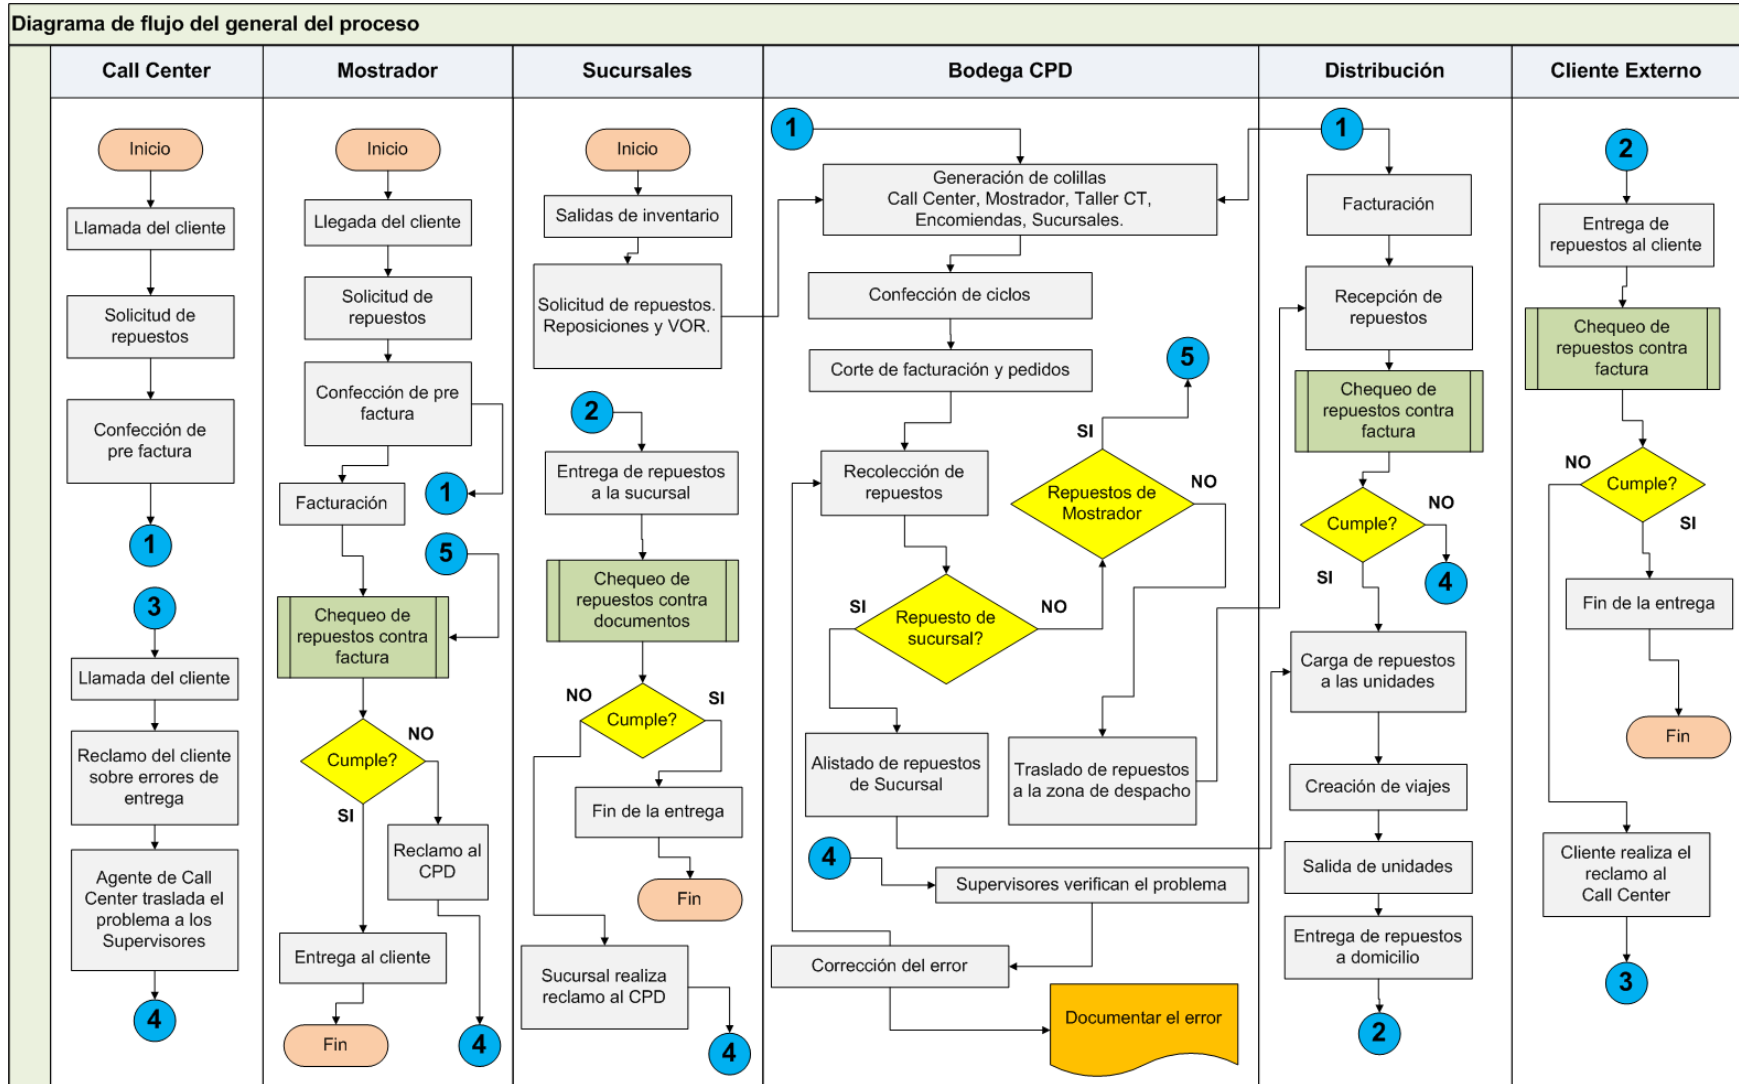 Diagrama de flujo del general del proceso
Call Center
Mostrador
Sucursales
Bodega CPD
Distribución
Cliente Externo
Inicio
Llamada del cliente
Solicitud de
repuestos
Confección de
pre factura
1
3
Llamada del cliente
Reclamo del cliente
sobre errores de
entrega
Agente de Call
Center traslada el
problema a los
Supervisores
4
Inicio
Llegada del cliente
Solicitud de
repuestos
Confección de pre
factura
1
Facturación
5
Chequeo de
repuestos contra
factura
Cumple?
NO
SI
Reclamo al
CPD
Entrega al cliente
Fin
4
Inicio
Salidas de inventario
Solicitud de repuestos.
Reposiciones y VOR.
2
Entrega de repuestos
a la sucursal
Chequeo de
repuestos contra
documentos
NO
SI
Cumple?
Fin de la entrega
Fin
Sucursal realiza
reclamo al CPD
4
1
Generación de colillas
Call Center, Mostrador, Taller CT,
Encomiendas, Sucursales.
Confección de ciclos
Corte de facturación y pedidos
5
SI
Recolección de
repuestos
Repuestos de
Mostrador
NO
SI
Repuesto de
sucursal?
NO
Alistado de repuestos
de Sucursal
Traslado de repuestos
a la zona de despacho
4
Supervisores verifican el problema
Corrección del error
Documentar el error
1
Facturación
Recepción de
repuestos
Chequeo de
repuestos contra
factura
Cumple?
NO
SI
4
Carga de repuestos
a las unidades
Creación de viajes
Salida de unidades
Entrega de repuestos
a domicilio
2
2
Entrega de
repuestos al cliente
Chequeo de
repuestos contra
factura
NO
Cumple?
SI
Fin de la entrega
Fin
Cliente realiza el
reclamo al
Call Center
3